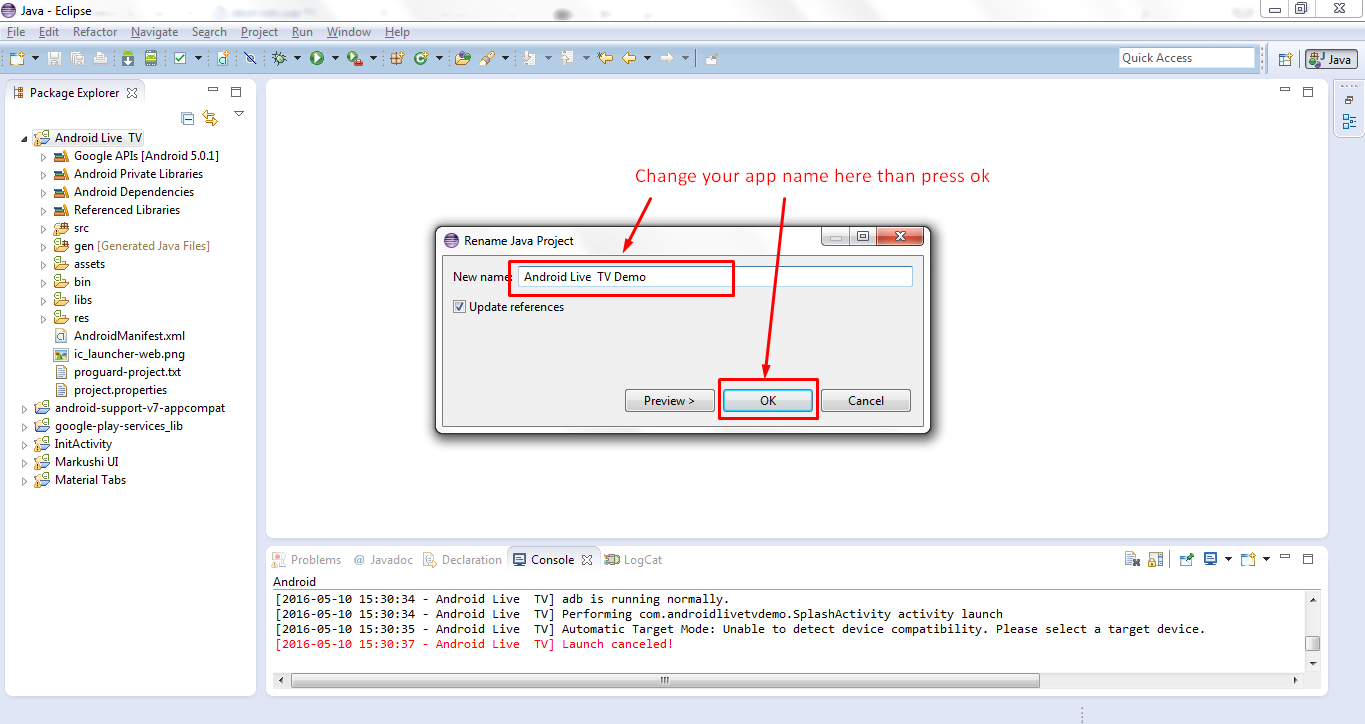 Java - Eclipse
File Edit Refactor Navigate Search Project Run Window Help
Quick Access
Java
Package Explorer
Android Live  TV
Google APIs [Android 5.0.1]
Android Private Libraries
Android Dependencies
Referenced Libraries
src
gen [Generated Java Files]
assets
bin
libs
res
AndroidManifest.xml
ic_launcher-web.png
proguard-project.txt
project.properties
android-support-v7-appcompat
google-play-services_lib
InitActivity
Markushi UI
Material Tabs
Change your app name here than press ok
Rename Java Project
New name: Android Live  TV Demo
Update references
Preview > OK Cancel
Problems @ Javadoc Declaration Console LogCat
Android
[2016-05-10 15:30:34 - Android Live  TV] adb is running normally.
[2016-05-10 15:30:34 - Android Live  TV] Performing com.androidlivetvdemo.SplashActivity activity launch
[2016-05-10 15:30:35 - Android Live  TV] Automatic Target Mode: Unable to detect device compatibility. Please select a target device.
[2016-05-10 15:30:37 - Android Live  TV] Launch canceled!